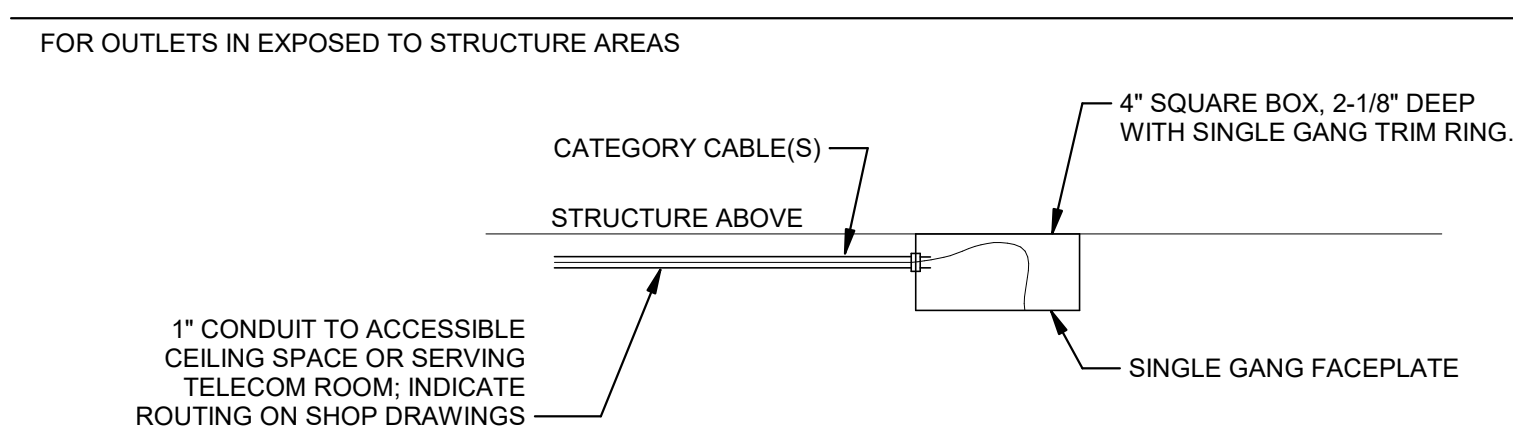 FOR OUTLETS IN EXPOSED TO STRUCTURE AREAS
4" SQUARE BOX, 2-1/8" DEEP
WITH SINGLE GANG TRIM RING.
CATEGORY CABLE(S)
STRUCTURE ABOVE
1" CONDUIT TO ACCESSIBLE
CEILING SPACE OR SERVING
TELECOM ROOM; INDICATE
ROUTING ON SHOP DRAWINGS
SINGLE GANG FACEPLATE